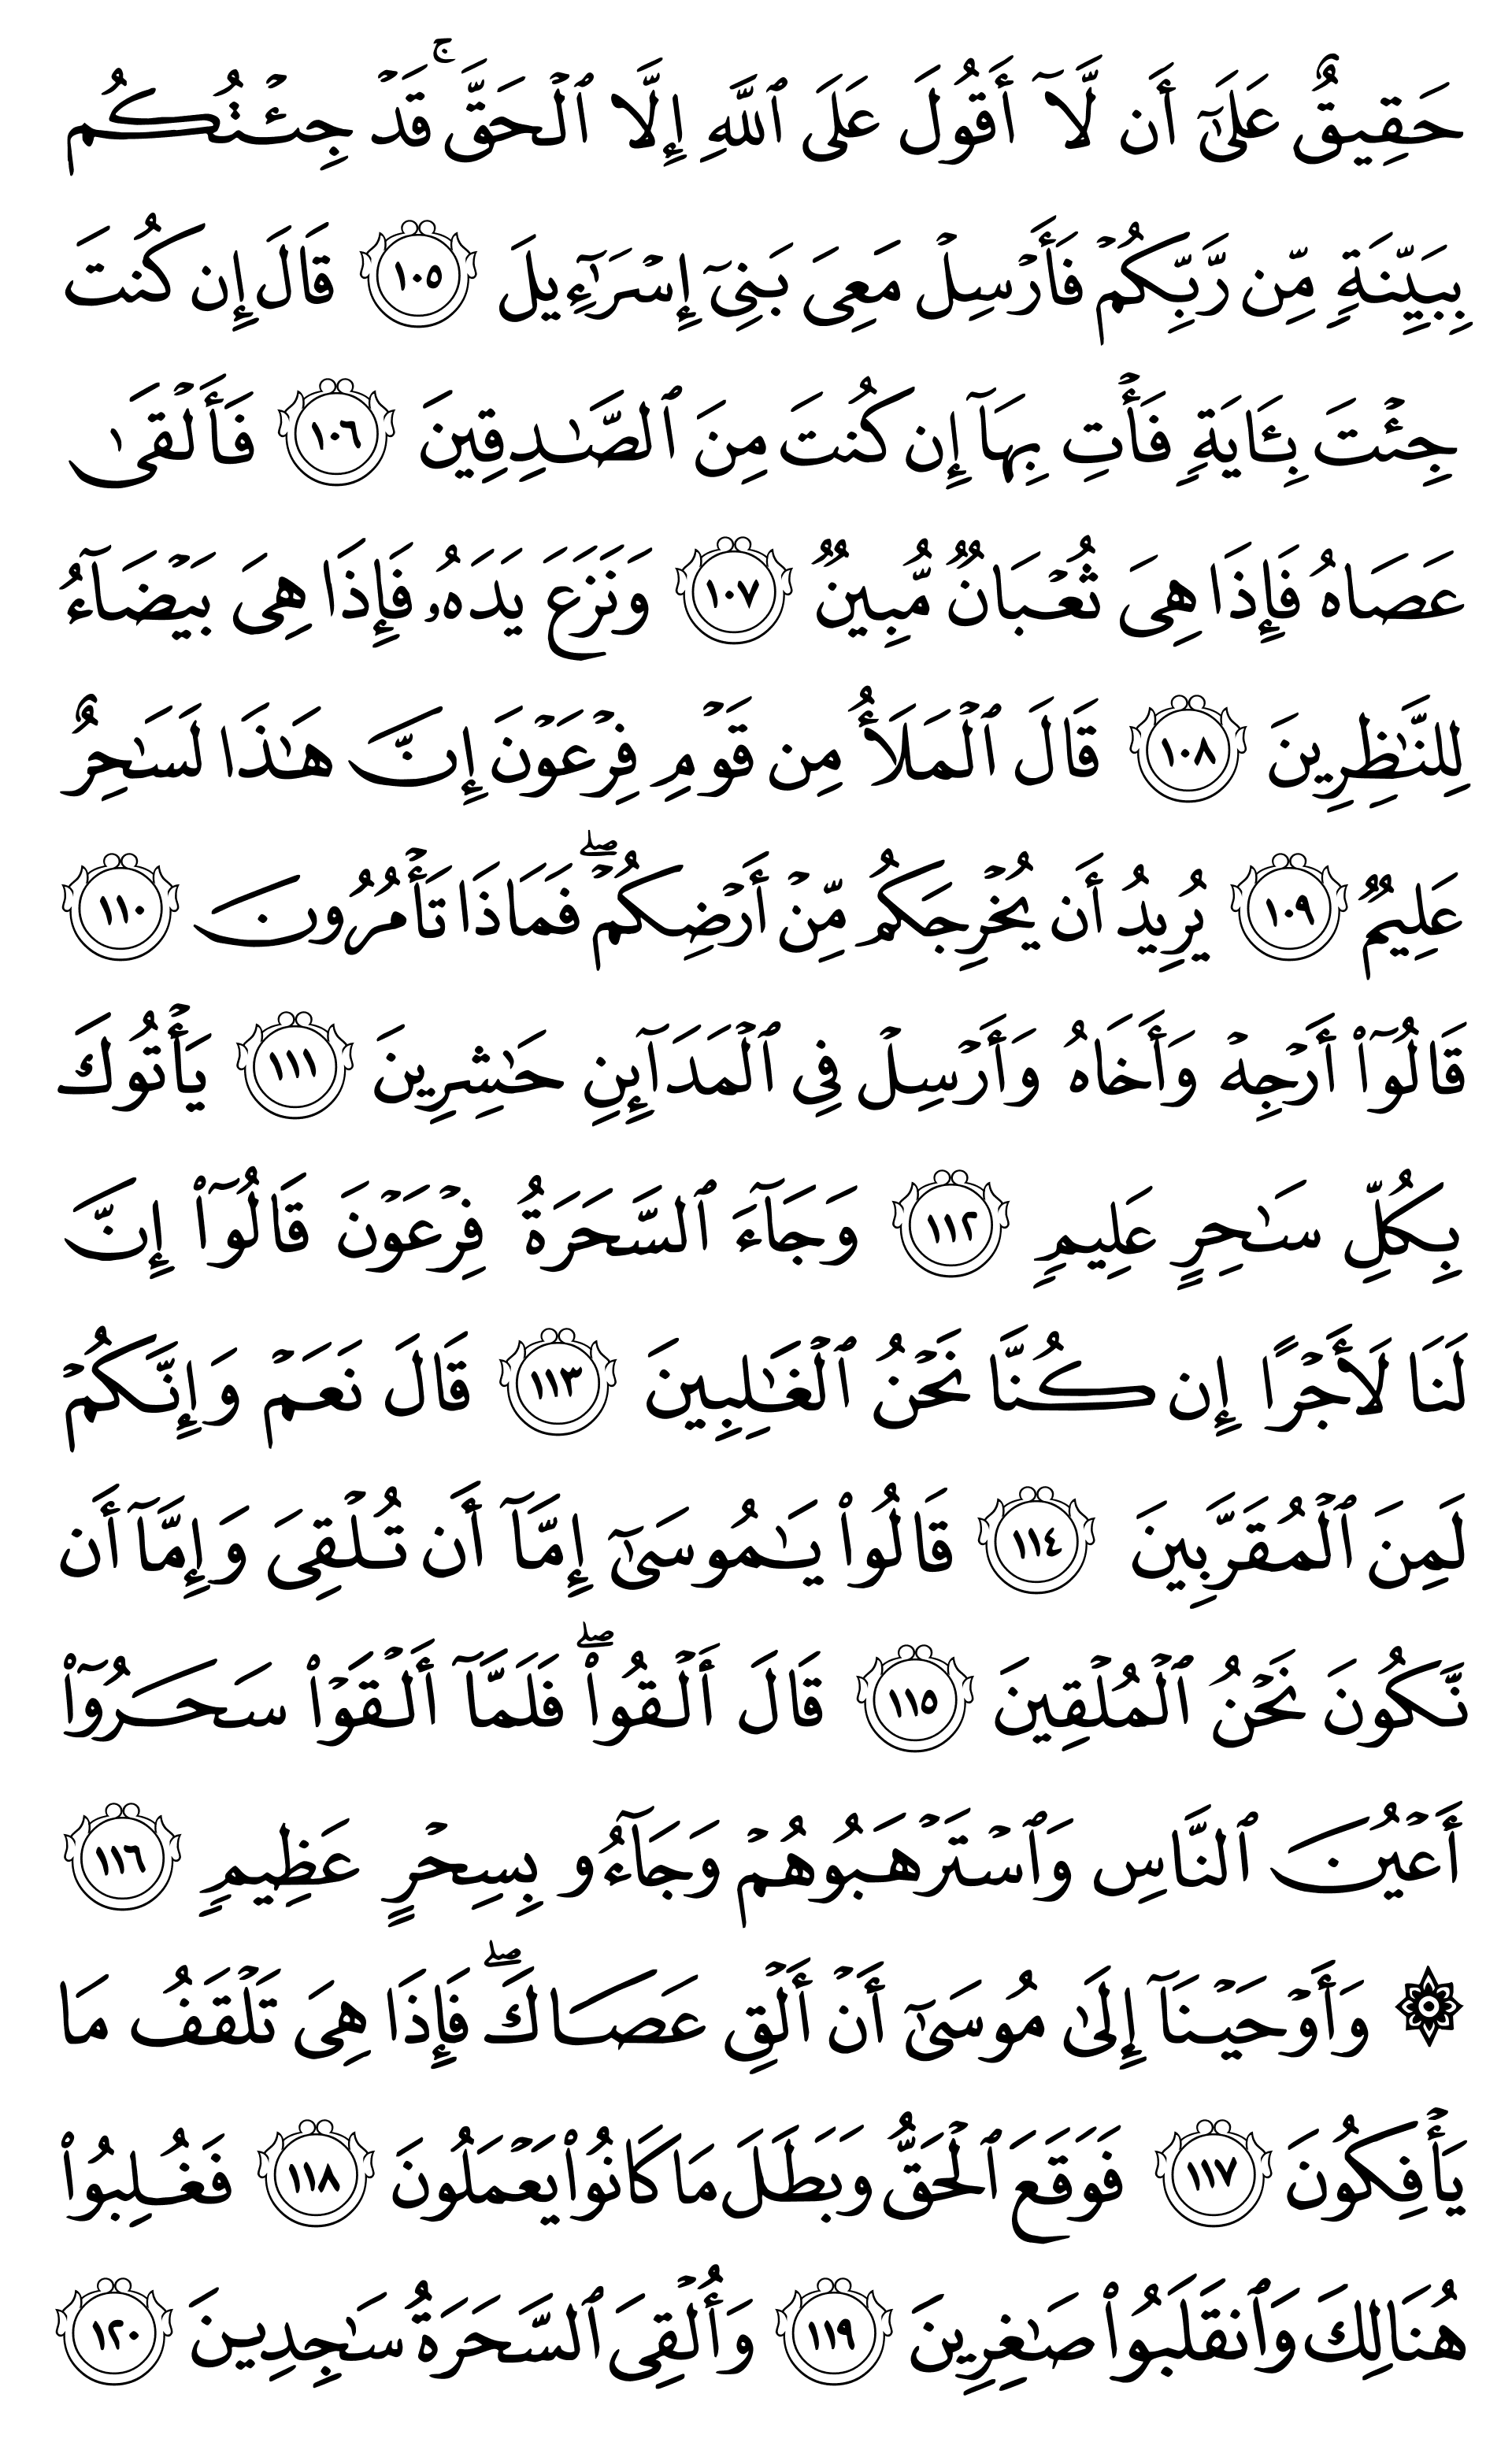 حَقِيقٌ عَلَىٰٓ أَن لَّآ أَقُولَ عَلَى ٱللَّهِ إِلَّا ٱلْحَقَّ ۚ قَدْ جِئْتُكُم
بِبَيِّنَةٍ مِّن رَّبِّكُمْ فَأَرْسِلْ مَعِىَ بَنِىٓ إِسْرَٰٓءِيلَ ١٠٥ قَالَ إِن كُنتَ
جِئْتَ بِـَٔايَةٍ فَأْتِ بِهَآ إِن كُنتَ مِنَ ٱلصَّـٰدِقِينَ ١٠٦ فَأَلْقَىٰ
عَصَاهُ فَإِذَا هِىَ ثُعْبَانٌ مُّبِينٌ ١٠٧ وَنَزَعَ يَدَهُۥ فَإِذَا هِىَ بَيْضَآءُ
لِلنَّـٰظِرِينَ ١٠٨ قَالَ ٱلْمَلَأُ مِن قَوْمِ فِرْعَوْنَ إِنَّ هَـٰذَا لَسَـٰحِرٌ
عَلِيمٌ ١٠٩ يُرِيدُ أَن يُخْرِجَكُم مِّنْ أَرْضِكُمْ ۖ فَمَاذَا تَأْمُرُونَ ١١٠
قَالُوٓا۟ أَرْجِهْ وَأَخَاهُ وَأَرْسِلْ فِى ٱلْمَدَآئِنِ حَـٰشِرِينَ ١١١ يَأْتُوكَ
بِكُلِّ سَـٰحِرٍ عَلِيمٍ ١١٢ وَجَآءَ ٱلسَّحَرَةُ فِرْعَوْنَ قَالُوٓا۟ إِنَّ
لَنَا لَأَجْرًا إِن كُنَّا نَحْنُ ٱلْغَـٰلِبِينَ ١١٣ قَالَ نَعَمْ وَإِنَّكُمْ
لَمِنَ ٱلْمُقَرَّبِينَ ١١٤ قَالُوا۟ يَـٰمُوسَىٰٓ إِمَّآ أَن تُلْقِىَ وَإِمَّآ أَن
نَّكُونَ نَحْنُ ٱلْمُلْقِينَ ١١٥ قَالَ أَلْقُوا۟ ۖ فَلَمَّآ أَلْقَوْا۟ سَحَرُوٓا۟
أَعْيُنَ ٱلنَّاسِ وَٱسْتَرْهَبُوهُمْ وَجَآءُو بِسِحْرٍ عَظِيمٍ ١١٦
۞ وَأَوْحَيْنَآ إِلَىٰ مُوسَىٰٓ أَنْ أَلْقِ عَصَاكَ ۖ فَإِذَا هِىَ تَلْقَفُ مَا
يَأْفِكُونَ ١١٧ فَوَقَعَ ٱلْحَقُّ وَبَطَلَ مَا كَانُوا۟ يَعْمَلُونَ ١١٨ فَغُلِبُوا۟
هُنَالِكَ وَٱنقَلَبُوا۟ صَـٰغِرِينَ ١١٩ وَأُلْقِىَ ٱلسَّحَرَةُ سَـٰجِدِينَ ١٢٠